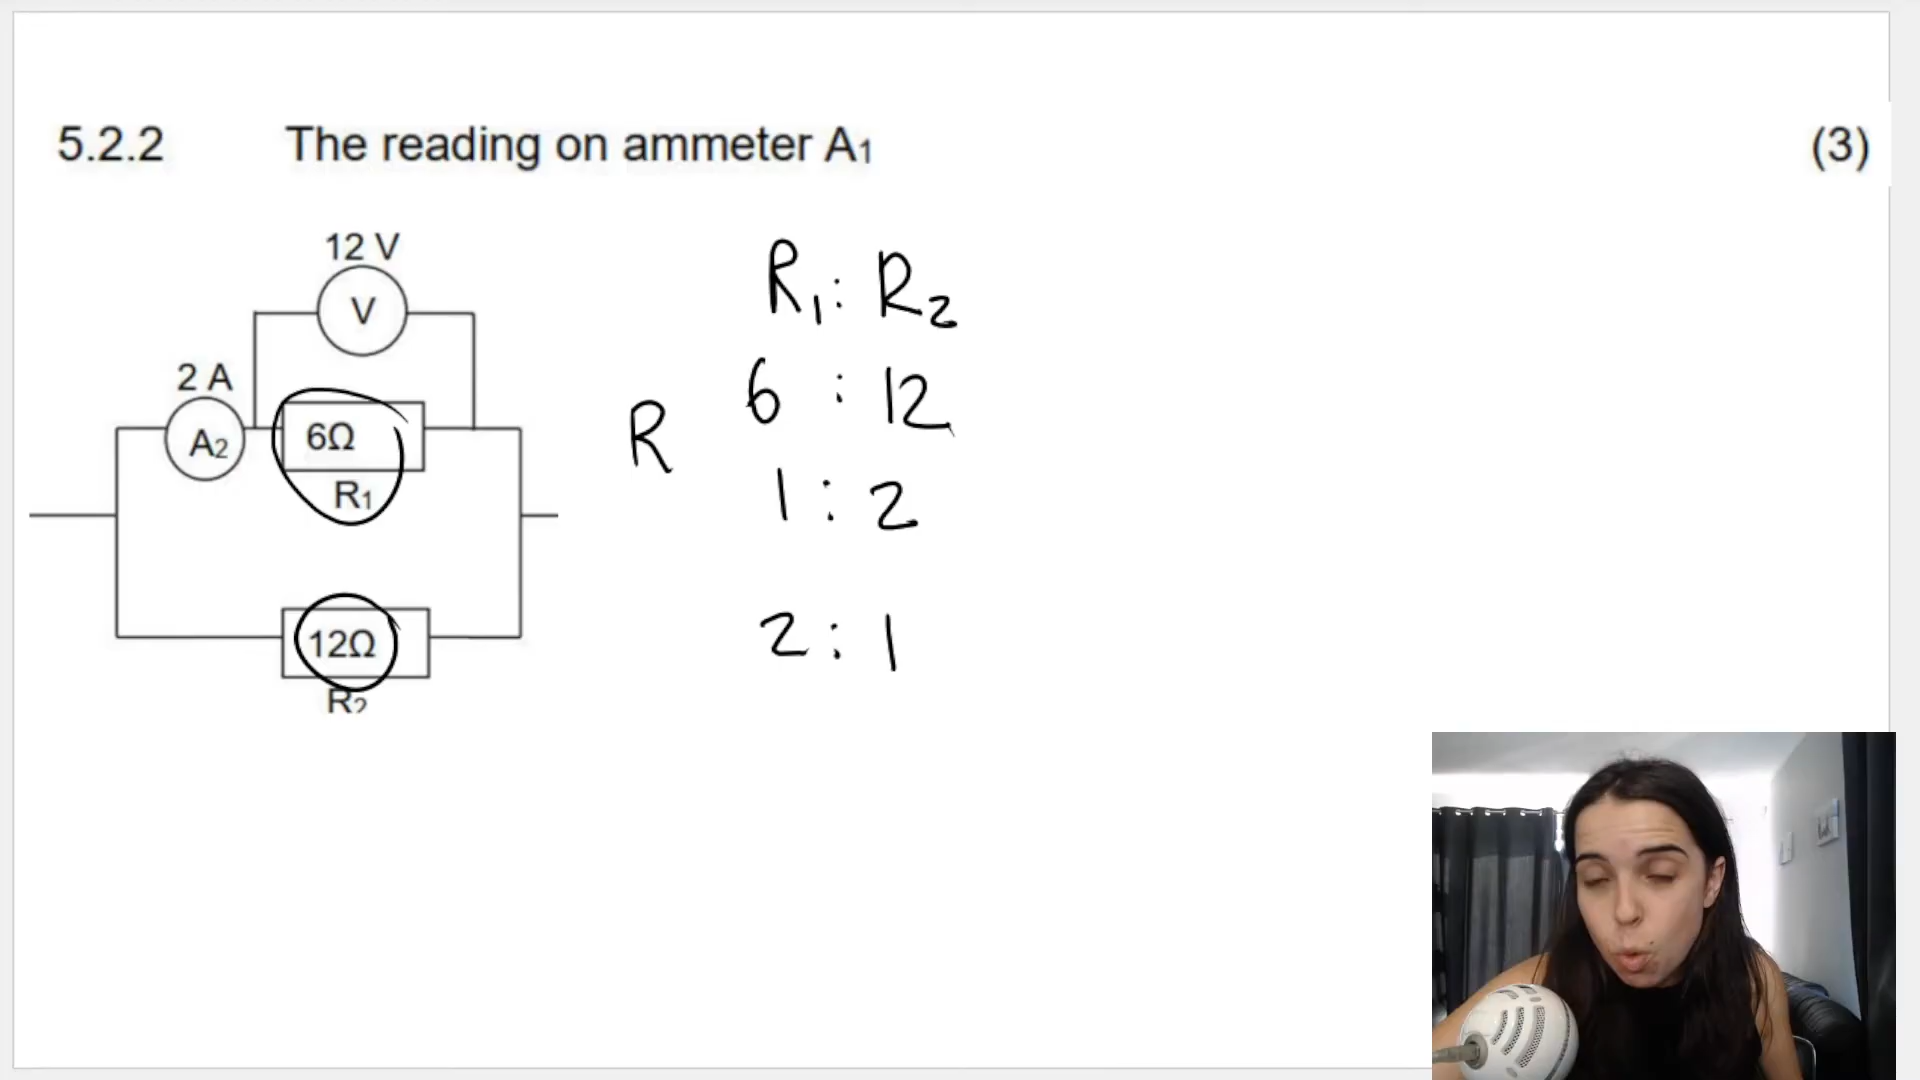 5.2.2 The reading on ammeter A₁ (3)
12 V
V
2 A
A₂
6Ω
R₁
12Ω
R₂
R₁ : R₂
R 6 : 12
1 : 2
2 : 1